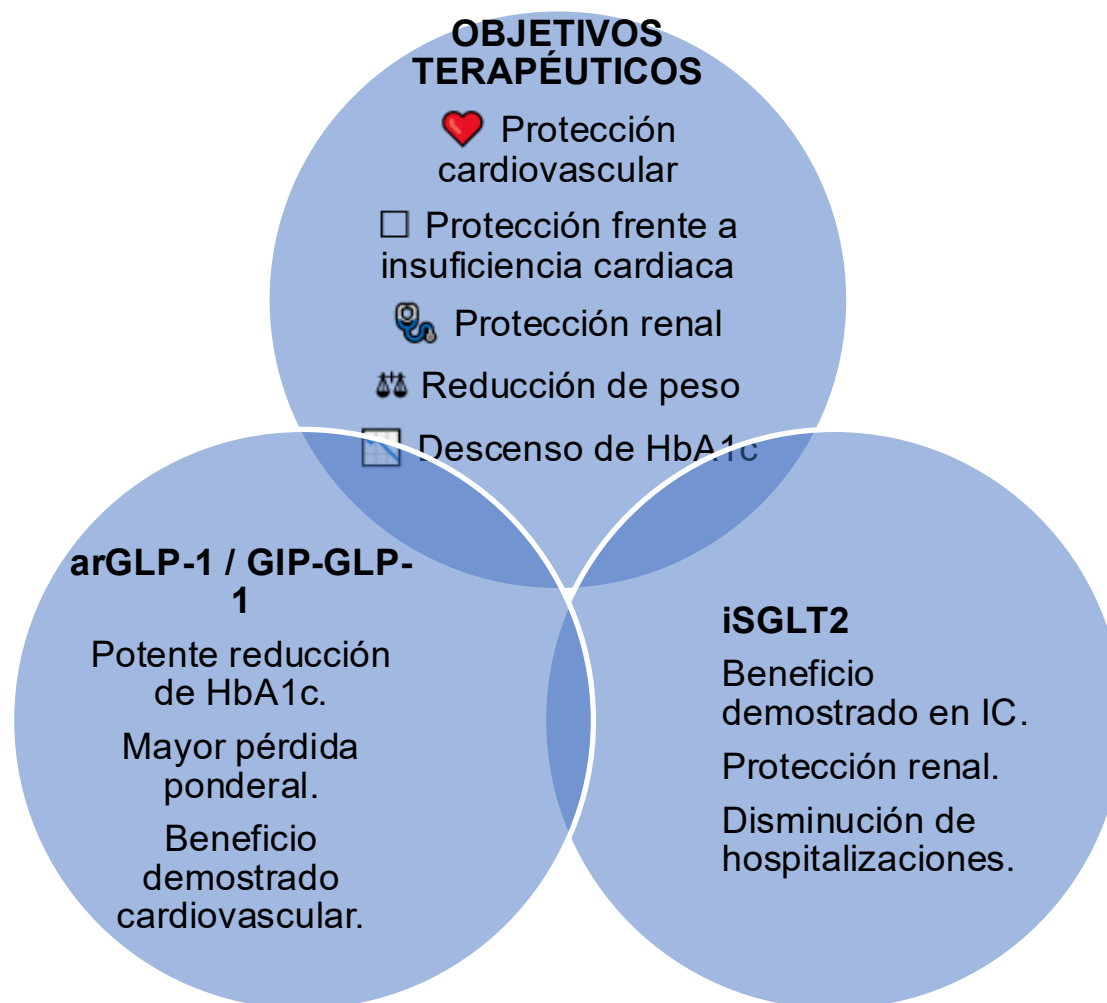 OBJETIVOS
TERAPÉUTICOS
❤️ Protección
cardiovascular
□ Protección frente a
insuficiencia cardiaca
🩺 Protección renal
⚖ Reducción de peso
📉 Descenso de HbA1c
arGLP-1 / GIP-GLP-
1
Potente reducción
de HbA1c.
Mayor pérdida
ponderal.
Beneficio
demostrado
cardiovascular.
iSGLT2
Beneficio
demostrado en IC.
Protección renal.
Disminución de
hospitalizaciones.